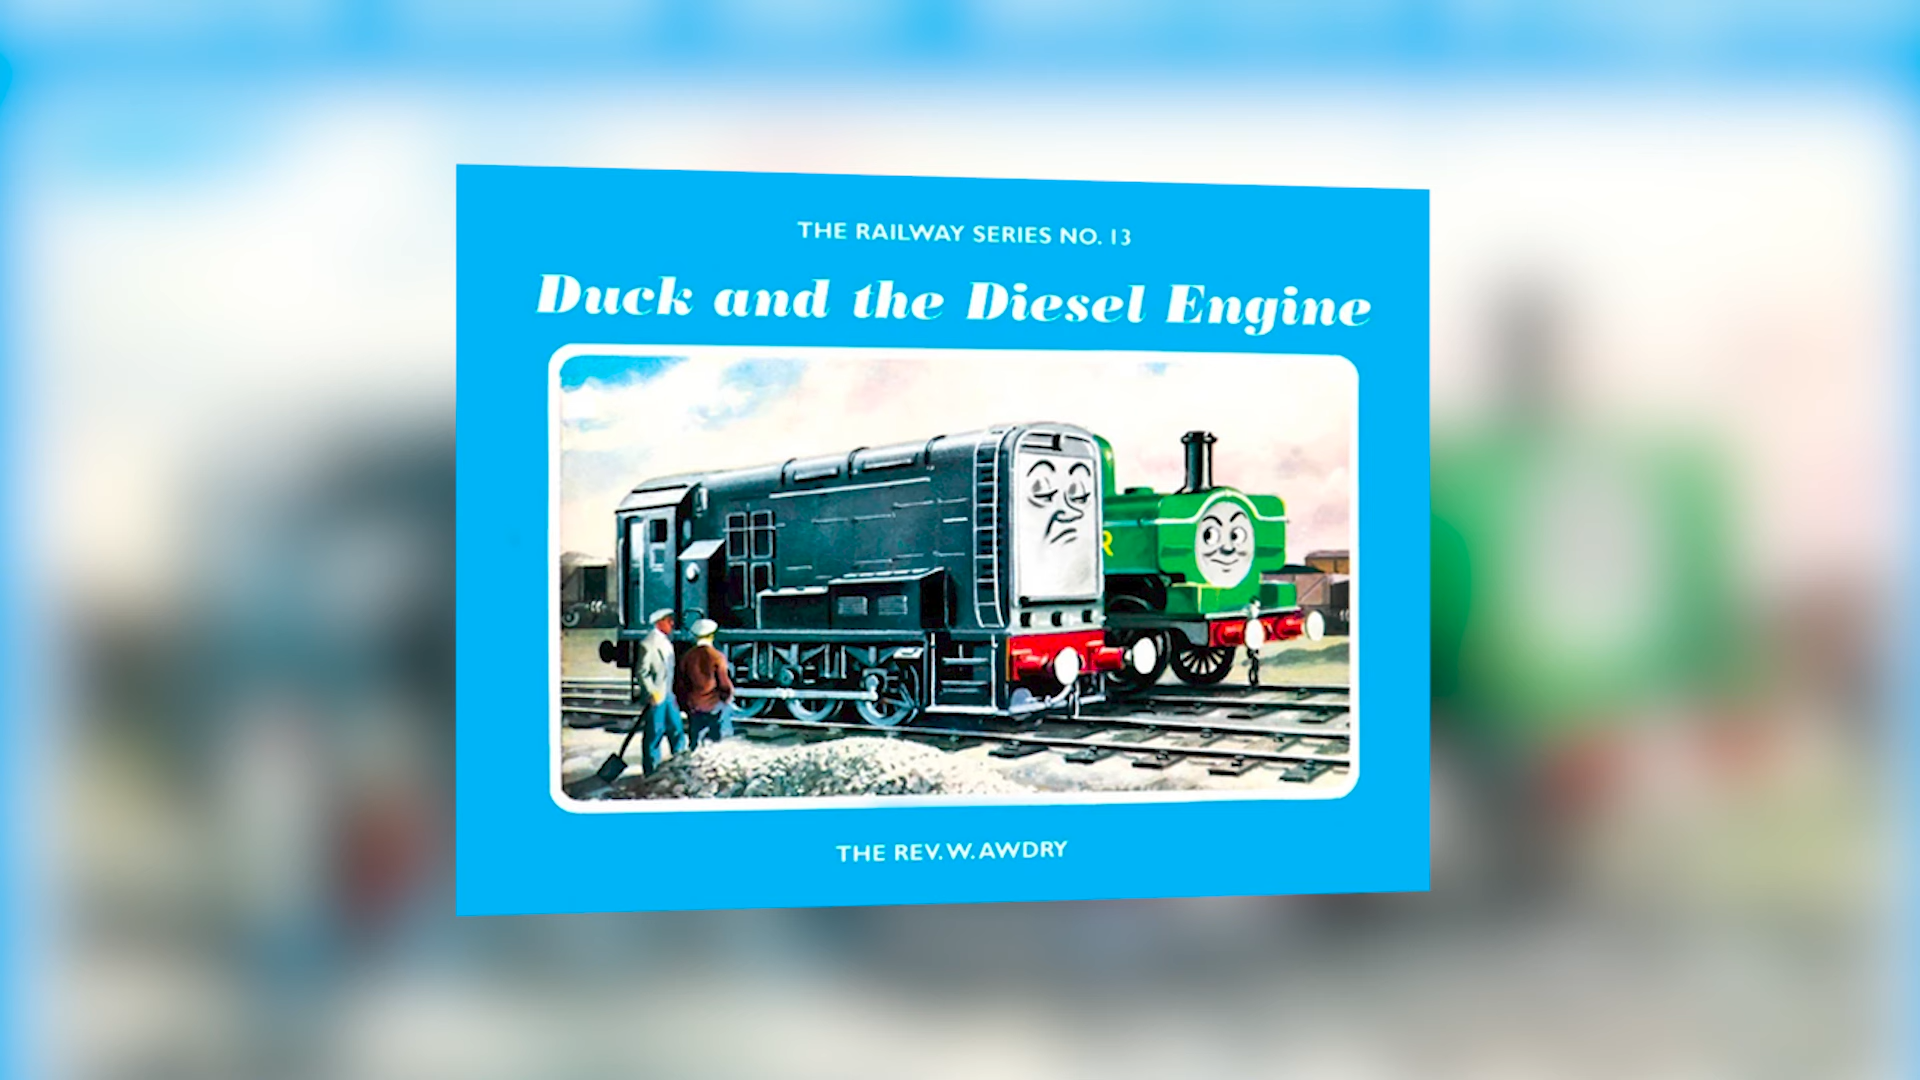 THE RAILWAY SERIES NO. 13
Duck and the Diesel Engine
R
THE REV. W. AWDRY